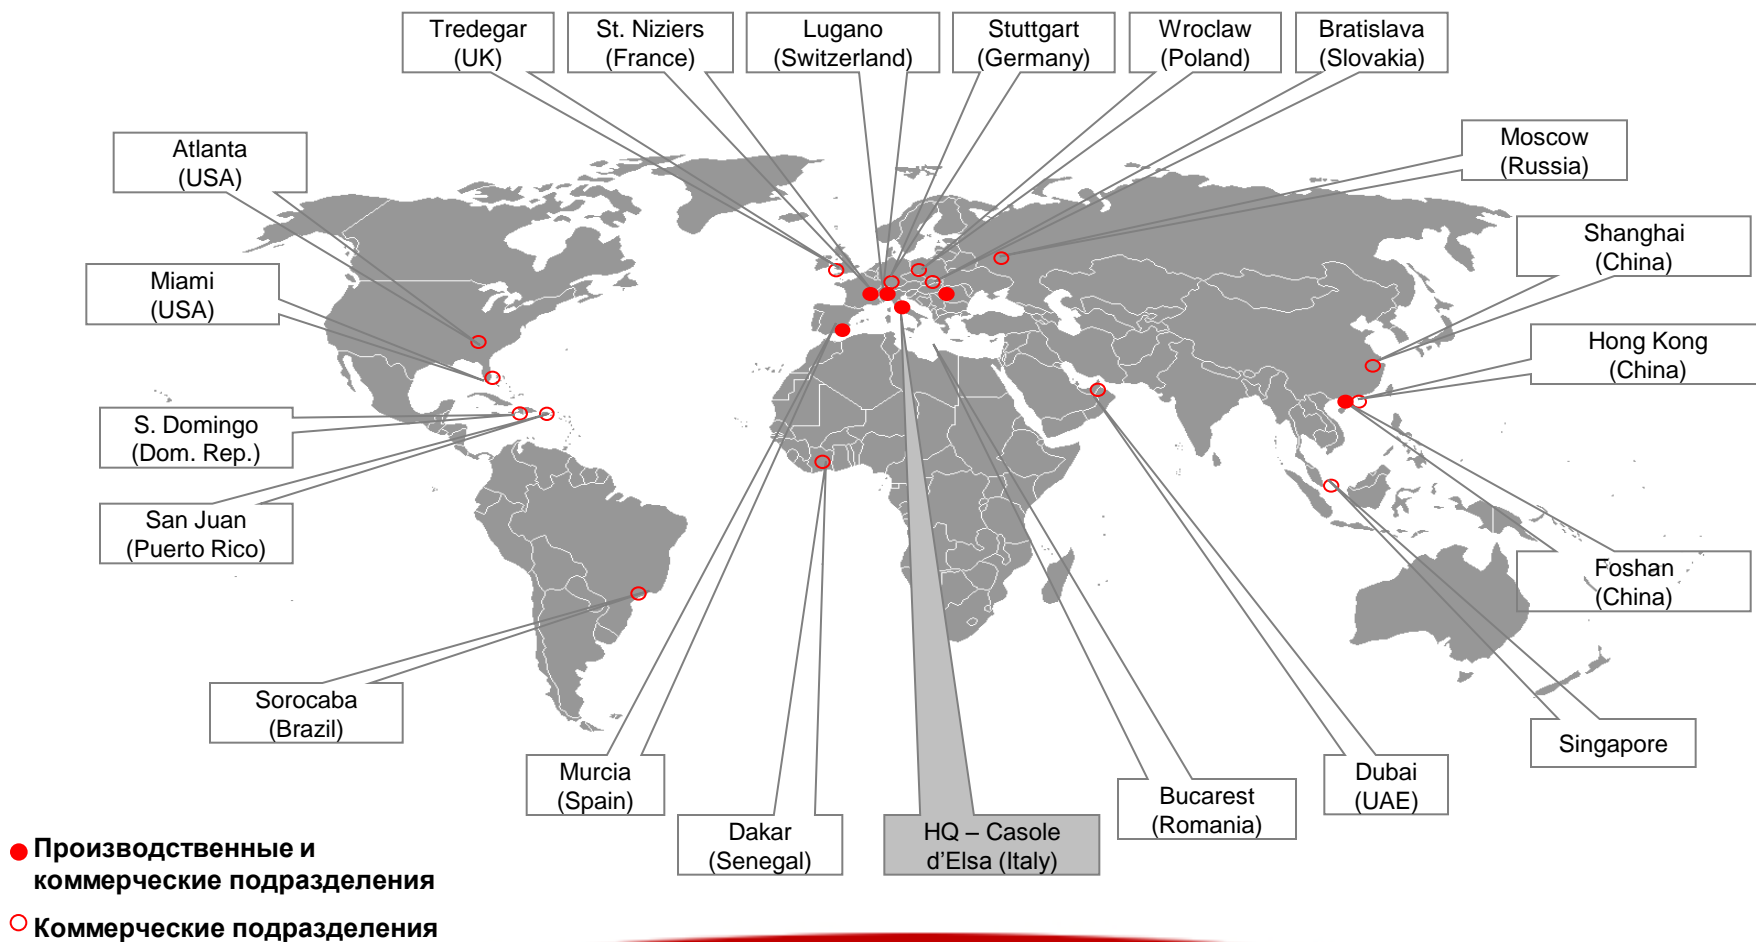 Tredegar
(UK)
St. Niziers
(France)
Lugano
(Switzerland)
Stuttgart
(Germany)
Wroclaw
(Poland)
Bratislava
(Slovakia)
Atlanta
(USA)
Moscow
(Russia)
Miami
(USA)
Shanghai
(China)
Hong Kong
(China)
S. Domingo
(Dom. Rep.)
San Juan
(Puerto Rico)
Foshan
(China)
Sorocaba
(Brazil)
Singapore
Murcia
(Spain)
Dakar
(Senegal)
HQ – Casole
d’Elsa (Italy)
Bucarest
(Romania)
Dubai
(UAE)
Производственные и
коммерческие подразделения
Коммерческие подразделения